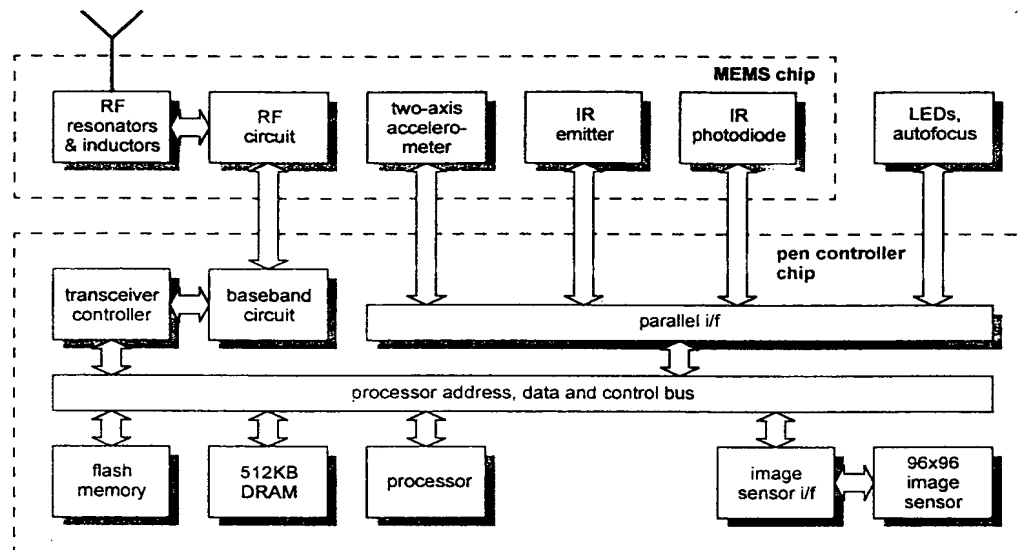 MEMS chip
RF
resonators
& inductors
RF
circuit
two-axis
accelero-
meter
IR
emitter
IR
photodiode
LEDs,
autofocus
pen controller
chip
transceiver
controller
baseband
circuit
parallel i/f
processor address, data and control bus
flash
memory
512KB
DRAM
processor
image
sensor i/f
96x96
image
sensor